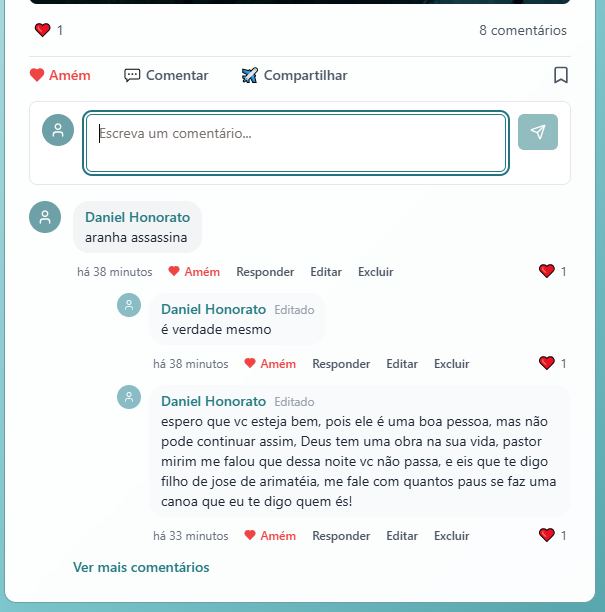 1
8 comentários
Amém
Comentar
Compartilhar
Escreva um comentário...
Daniel Honorato
aranha assassina
há 38 minutos Amém Responder Editar Excluir 1
Daniel Honorato Editado
é verdade mesmo
há 38 minutos Amém Responder Editar Excluir 1
Daniel Honorato Editado
espero que vc esteja bem, pois ele é uma boa pessoa, mas não
pode continuar assim, Deus tem uma obra na sua vida, pastor
mirim me falou que dessa noite vc não passa, e eis que te digo
filho de jose de arimatéia, me fale com quantos paus se faz uma
canoa que eu te digo quem és!
há 33 minutos Amém Responder Editar Excluir 1
Ver mais comentários